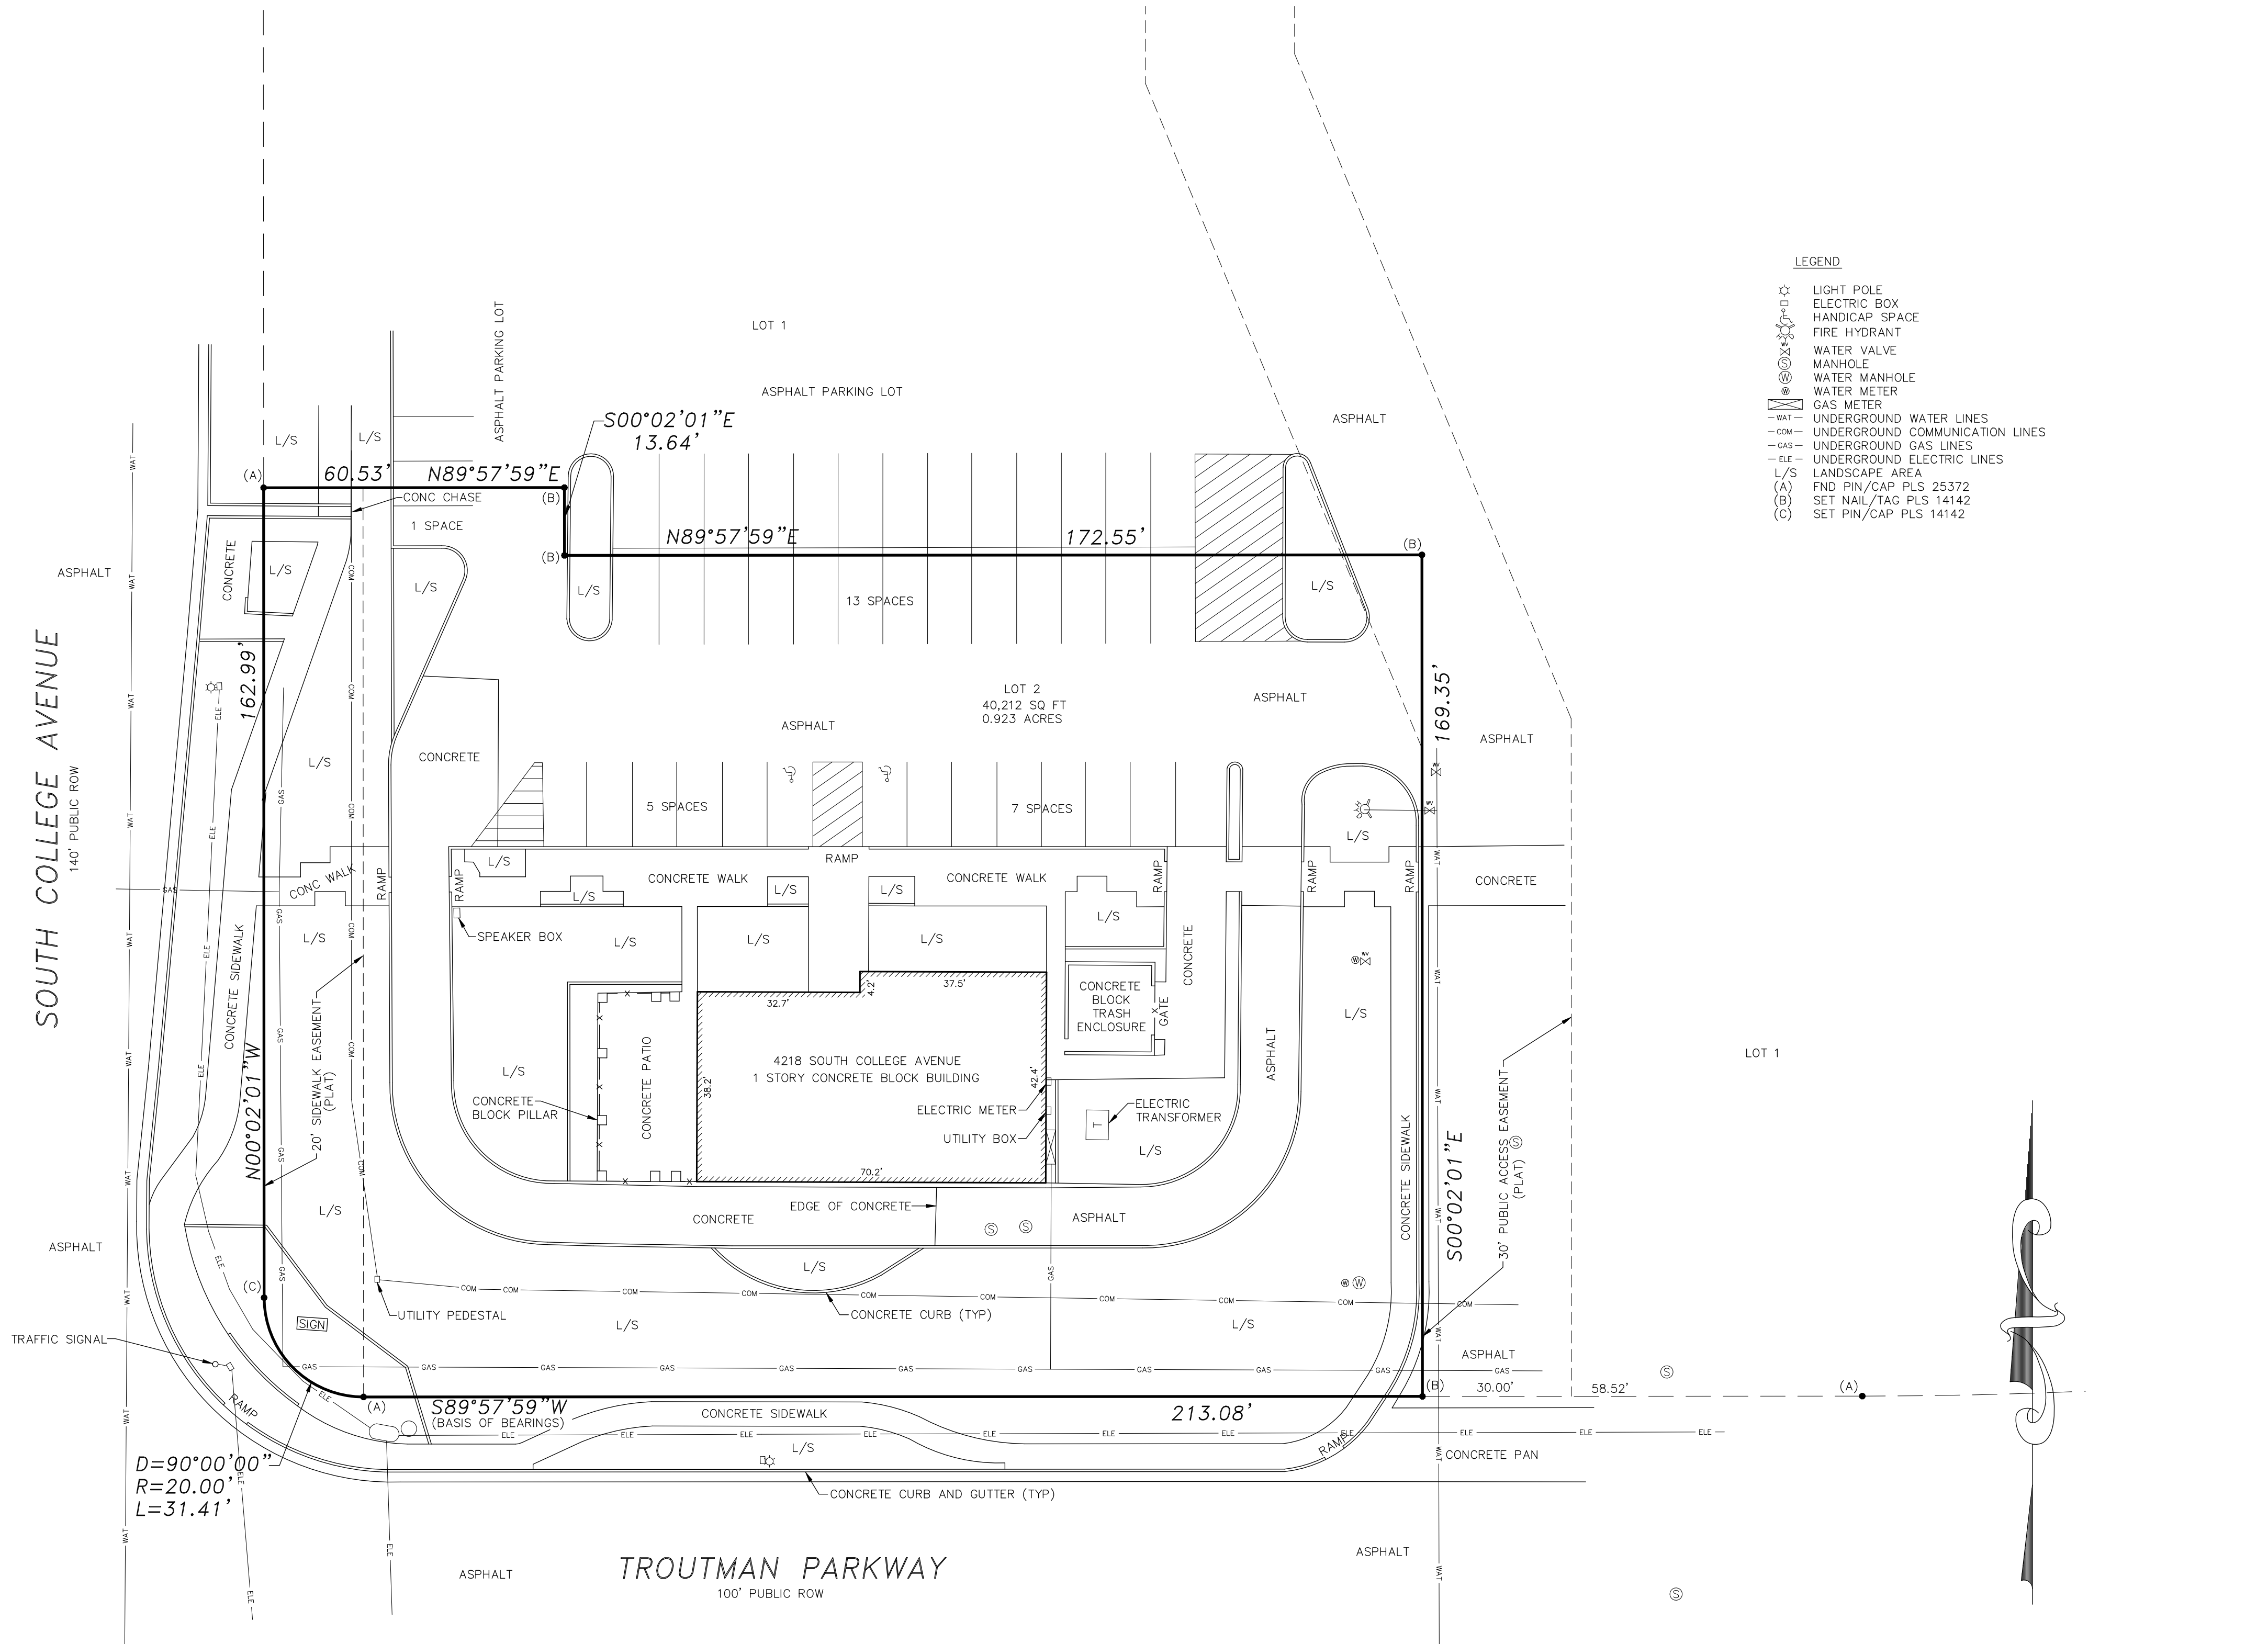 LOT 1
ASPHALT PARKING LOT
ASPHALT PARKING LOT
ASPHALT
LEGEND
LIGHT POLE
ELECTRIC BOX
HANDICAP SPACE
FIRE HYDRANT
WV
WATER VALVE
S MANHOLE
W WATER MANHOLE
W WATER METER
GAS METER
WAT UNDERGROUND WATER LINES
COM UNDERGROUND COMMUNICATION LINES
GAS UNDERGROUND GAS LINES
ELE UNDERGROUND ELECTRIC LINES
L/S LANDSCAPE AREA
(A) FND PIN/CAP PLS 25372
(B) SET NAIL/TAG PLS 14142
(C) SET PIN/CAP PLS 14142
S00°02'01"E
13.64'
L/S
L/S
(A)
60.53' N89°57'59"E
(B)
CONC CHASE
1 SPACE
N89°57'59"E
172.55'
(B)
(B)
ASPHALT
CONCRETE
L/S
L/S
L/S
13 SPACES
L/S
SOUTH COLLEGE AVENUE
140' PUBLIC ROW
162.99'
N00°02'01"W
LOT 2
40,212 SQ FT
0.923 ACRES
ASPHALT
ASPHALT
169.35'
ASPHALT
L/S
CONCRETE
5 SPACES
7 SPACES
WV
WV
L/S
CONC WALK
RAMP
RAMP
L/S
CONCRETE WALK
RAMP
CONCRETE WALK
RAMP
RAMP
RAMP
CONCRETE
L/S
L/S
L/S
L/S
SPEAKER BOX
L/S
L/S
L/S
L/S
CONCRETE SIDEWALK
20' SIDEWALK EASEMENT
(PLAT)
CONCRETE
W
WV
L/S
32.7'
4.2'
37.5'
CONCRETE
BLOCK
TRASH
ENCLOSURE
GATE
4218 SOUTH COLLEGE AVENUE
1 STORY CONCRETE BLOCK BUILDING
38.2'
42.4'
70.2'
CONCRETE PATIO
L/S
CONCRETE
BLOCK PILLAR
ELECTRIC METER
UTILITY BOX
T
ELECTRIC
TRANSFORMER
L/S
ASPHALT
CONCRETE SIDEWALK
S00°02'01"E
30' PUBLIC ACCESS EASEMENT
(PLAT)
S
LOT 1
L/S
CONCRETE
EDGE OF CONCRETE
S
S
ASPHALT
ASPHALT
L/S
(C)
UTILITY PEDESTAL
CONCRETE CURB (TYP)
W
W
SIGN
L/S
L/S
TRAFFIC SIGNAL
ASPHALT
S
RAMP
(A)
S89°57'59"W
(BASIS OF BEARINGS)
CONCRETE SIDEWALK
213.08'
(B)
30.00'
58.52'
(A)
L/S
RAMP
CONCRETE PAN
D=90°00'00"
R=20.00'
L=31.41'
CONCRETE CURB AND GUTTER (TYP)
ASPHALT
TROUTMAN PARKWAY
100' PUBLIC ROW
ASPHALT
S